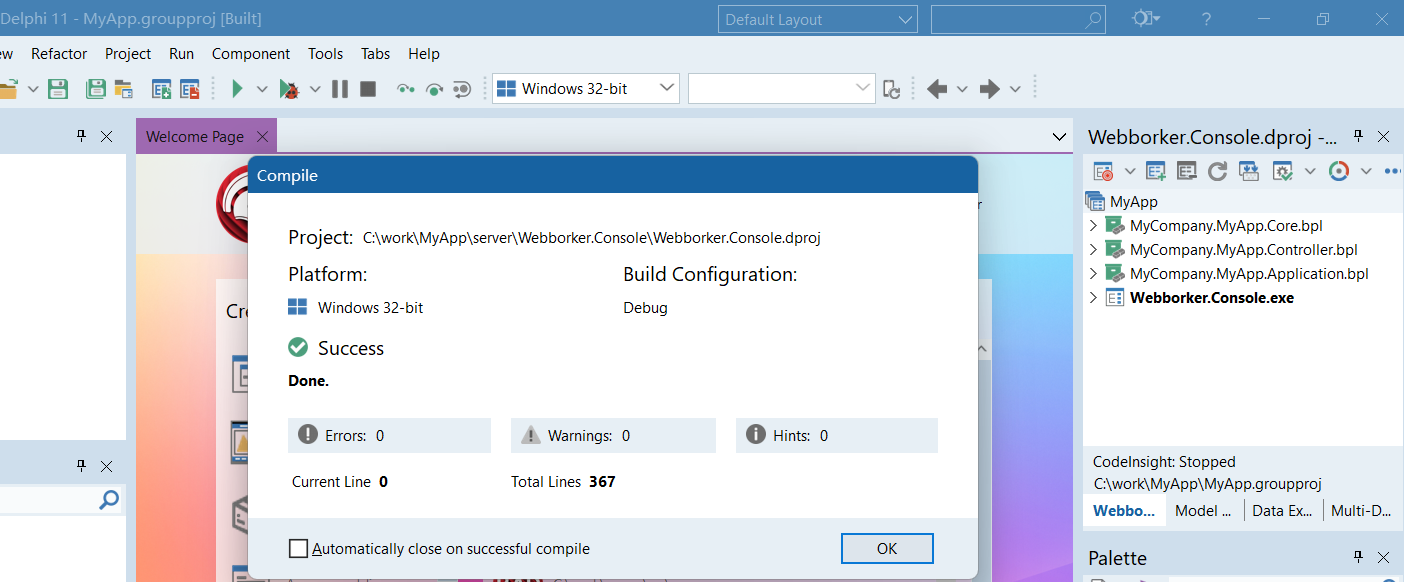 Delphi 11 - MyApp.groupproj [Built]
Default Layout
?
Refactor Project Run Component Tools Tabs Help
Windows 32-bit
Welcome Page
Webborker.Console.dproj -...
Compile
Project: C:\work\MyApp\server\Webborker.Console\Webborker.Console.dproj
Platform:
Build Configuration:
Windows 32-bit
Debug
Success
Done.
Errors: 0
Warnings: 0
Hints: 0
Current Line 0
Total Lines 367
Automatically close on successful compile
OK
MyApp
MyCompany.MyApp.Core.bpl
MyCompany.MyApp.Controller.bpl
MyCompany.MyApp.Application.bpl
Webborker.Console.exe
CodeInsight: Stopped
C:\work\MyApp\MyApp.groupproj
Webbo... Model ... Data Ex... Multi-D...
Palette